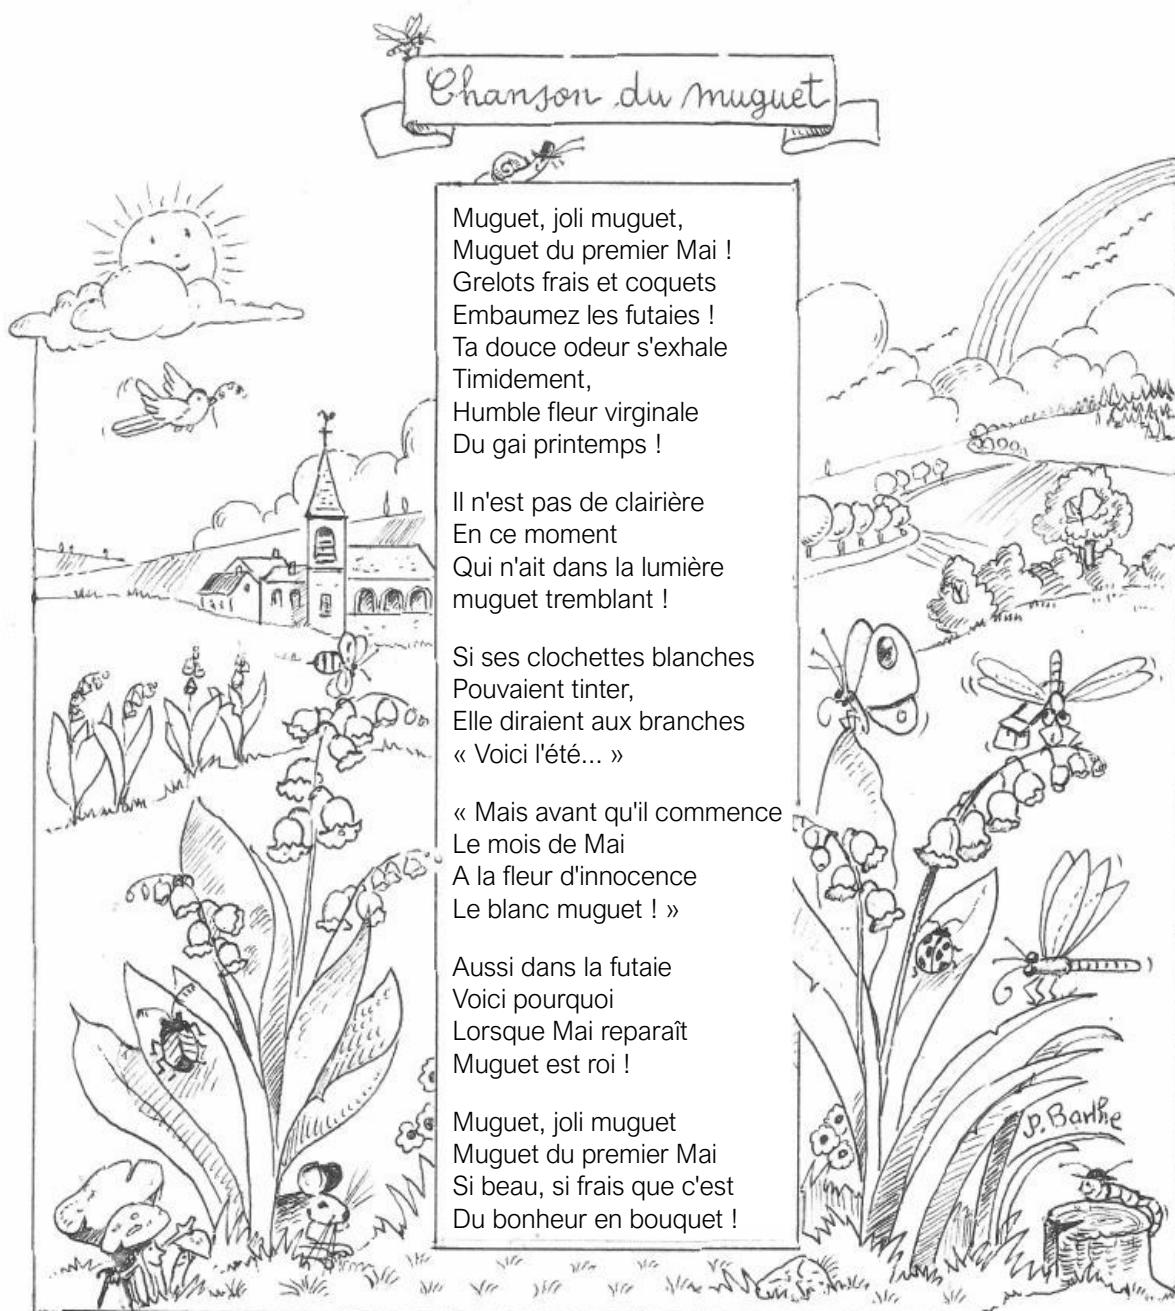 Chanson du muguet
Muguet, joli muguet,
Muguet du premier Mai !
Grelots frais et coquets
Embaumez les futaies !
Ta douce odeur s'exhale
Timidement,
Humble fleur virginale
Du gai printemps !
Il n'est pas de clairière
En ce moment
Qui n'ait dans la lumière
muguet tremblant !
Si ses clochettes blanches
Pouvaient tinter,
Elle diraient aux branches
« Voici l'été... »
« Mais avant qu'il commence
Le mois de Mai
A la fleur d'innocence
Le blanc muguet ! »
Aussi dans la futaie
Voici pourquoi
Lorsque Mai reparaît
Muguet est roi !
Muguet, joli muguet
Muguet du premier Mai
Si beau, si frais que c'est
Du bonheur en bouquet !
P. Barthe